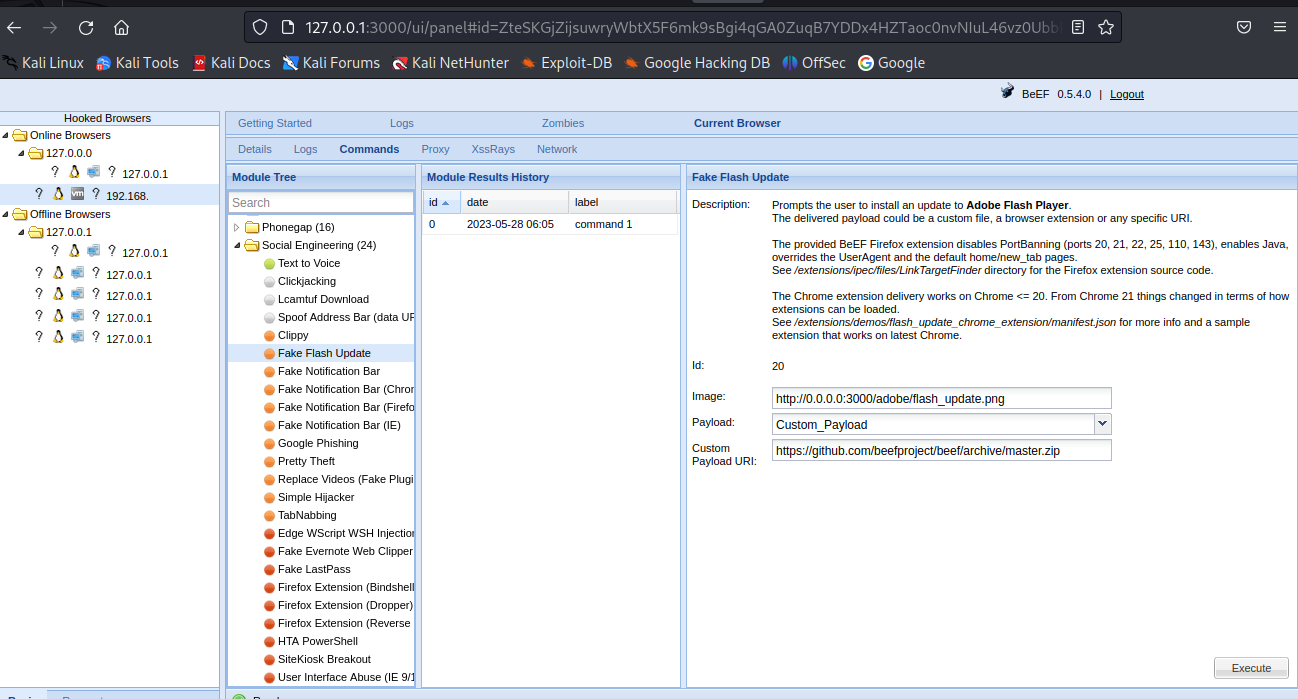 127.0.0.1:3000/ui/panel#id=ZteSKGjZijsuwryWbtX5F6mk9sBgi4qGA0ZuqB7YDDx4HZTaoc0nvNIuL46vz0Ubb
Kali Linux
Kali Tools
Kali Docs
Kali Forums
Kali NetHunter
Exploit-DB
Google Hacking DB
OffSec
Google
BeEF 0.5.4.0 | Logout
Hooked Browsers
Online Browsers
127.0.0.0
? ? 127.0.0.1
? vm ? 192.168.
Offline Browsers
127.0.0.1
? ? 127.0.0.1
? ? 127.0.0.1
? ? 127.0.0.1
? ? 127.0.0.1
? ? 127.0.0.1
Getting Started
Logs
Zombies
Current Browser
Details
Logs
Commands
Proxy
XssRays
Network
Module Tree
Search
Phonegap (16)
Social Engineering (24)
Text to Voice
Clickjacking
Lcamtuf Download
Spoof Address Bar (data UR
Clippy
Fake Flash Update
Fake Notification Bar
Fake Notification Bar (Chror
Fake Notification Bar (Firefo
Fake Notification Bar (IE)
Google Phishing
Pretty Theft
Replace Videos (Fake Plugi
Simple Hijacker
TabNabbing
Edge WScript WSH Injection
Fake Evernote Web Clipper
Fake LastPass
Firefox Extension (Bindshell
Firefox Extension (Dropper)
Firefox Extension (Reverse
HTA PowerShell
SiteKiosk Breakout
User Interface Abuse (IE 9/1
Module Results History
id date label
0 2023-05-28 06:05 command 1
Fake Flash Update
Description:
Prompts the user to install an update to Adobe Flash Player.
The delivered payload could be a custom file, a browser extension or any specific URI.
The provided BeEF Firefox extension disables PortBanning (ports 20, 21, 22, 25, 110, 143), enables Java,
overrides the UserAgent and the default home/new_tab pages.
See /extensions/ipec/files/LinkTargetFinder directory for the Firefox extension source code.
The Chrome extension delivery works on Chrome <= 20. From Chrome 21 things changed in terms of how
extensions can be loaded.
See /extensions/demos/flash_update_chrome_extension/manifest.json for more info and a sample
extension that works on latest Chrome.
Id: 20
Image: http://0.0.0.0:3000/adobe/flash_update.png
Payload: Custom_Payload
Custom
Payload URI: https://github.com/beefproject/beef/archive/master.zip
Execute